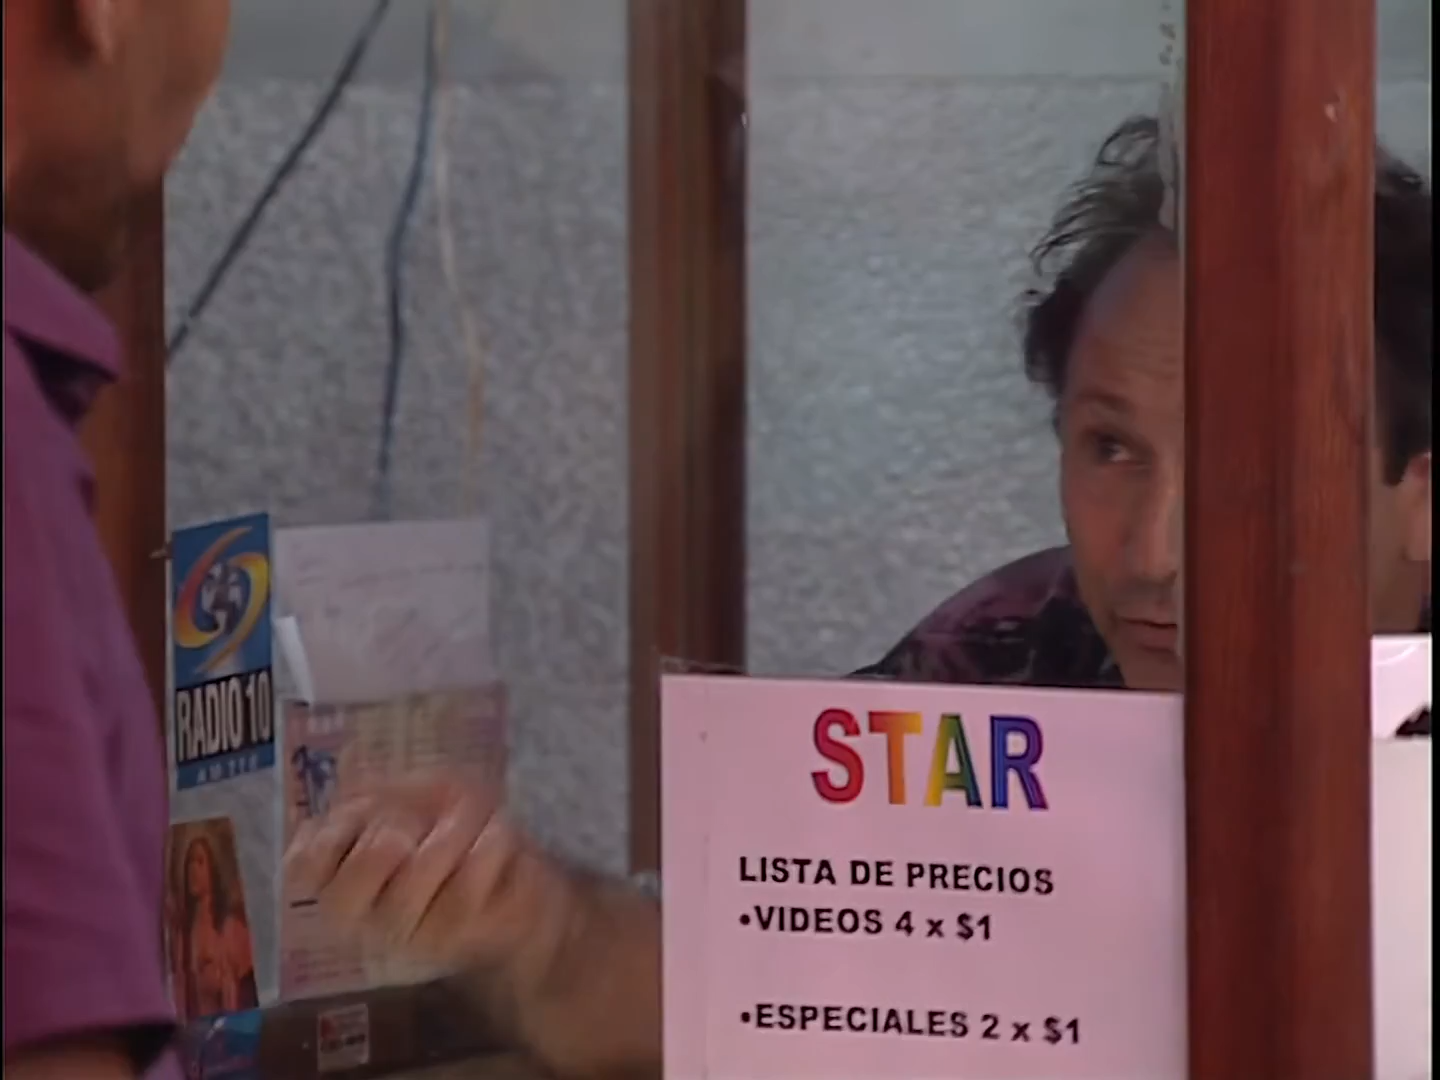 RADIO 10
STAR
LISTA DE PRECIOS
•VIDEOS 4 x $1
•ESPECIALES 2 x $1